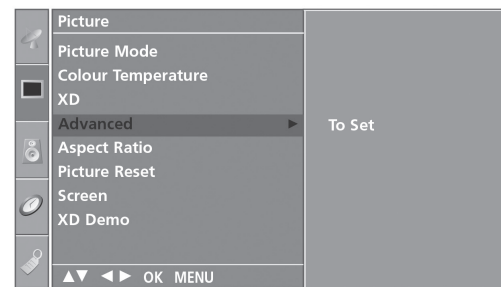 Picture
Picture Mode
Colour Temperature
XD
Advanced ► To Set
Aspect Ratio
Picture Reset
Screen
XD Demo
▲▼ ◄► OK MENU